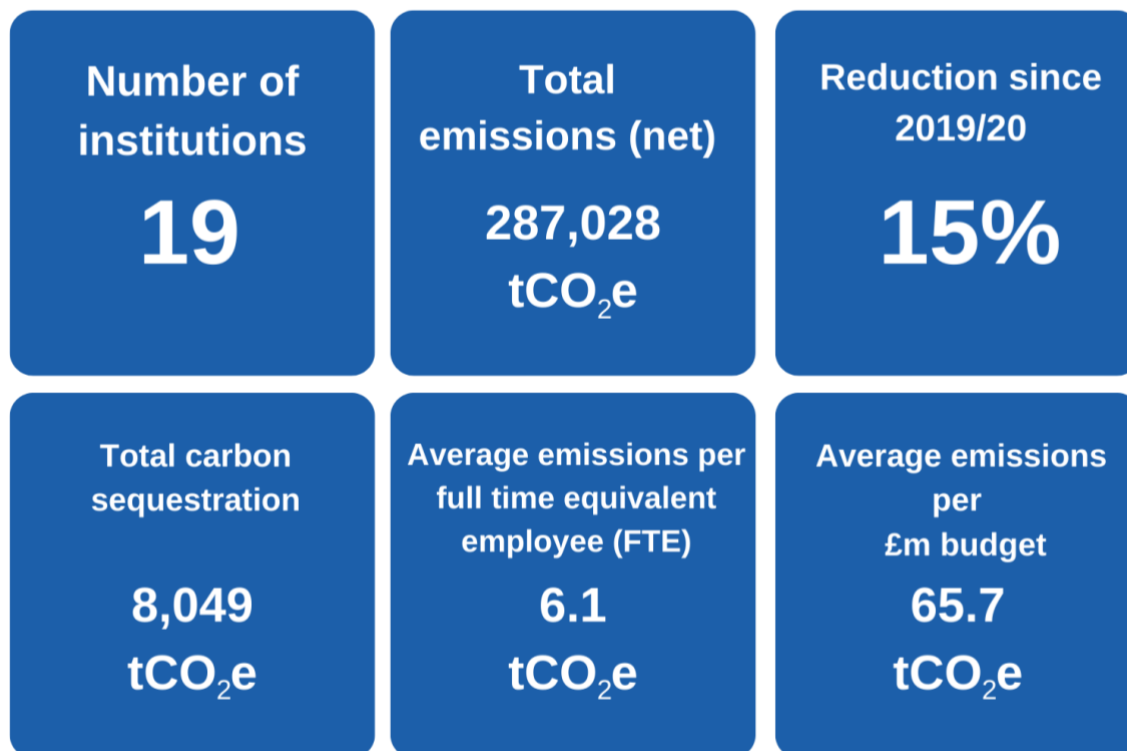 Number of
institutions
19
Total
emissions (net)
287,028
tCO₂e
Reduction since
2019/20
15%
Total carbon
sequestration
8,049
tCO₂e
Average emissions per
full time equivalent
employee (FTE)
6.1
tCO₂e
Average emissions
per
£m budget
65.7
tCO₂e